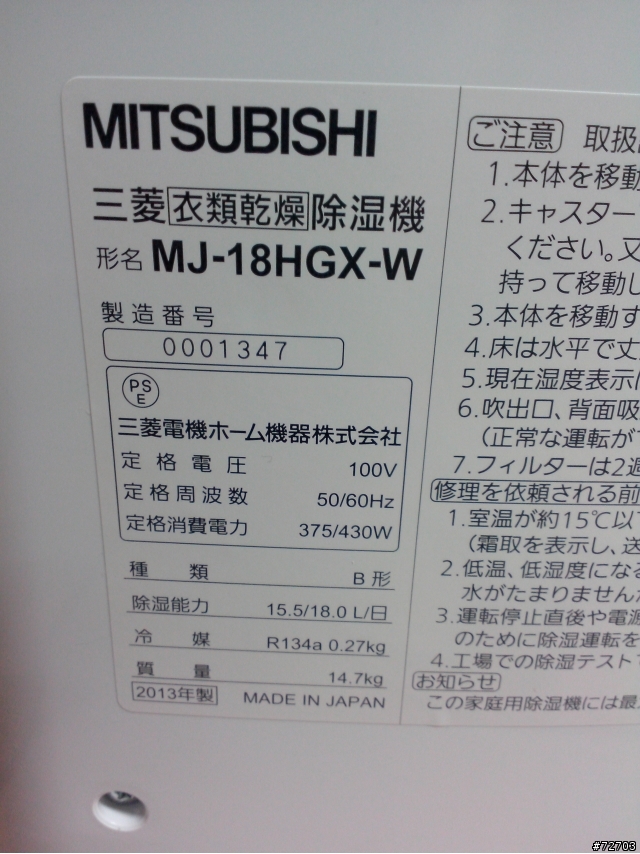 MITSUBISHI
三菱 衣類乾燥 除湿機
形名 MJ-18HGX-W
製造番号
0001347
PS
E
三菱電機ホーム機器株式会社
定格電圧 100V
定格周波数 50/60Hz
定格消費電力 375/430W
種類 B形
除湿能力 15.5/18.0 L/日
冷媒 R134a 0.27kg
質量 14.7kg
2013年製 MADE IN JAPAN
ご注意 取扱
1.本体を移動
2.キャスター
ください。又
持って移動し
3.本体を移動す
4.床は水平で丈
5.現在湿度表示
6.吹出口、背面吸
(正常な運転が
7.フィルターは2週
修理を依頼される前
1.室温が約15℃以下
(霜取を表示し、送
2.低温、低湿度になる
水がたまりません
3.運転停止直後や電源
のために除湿運転を
4.工場での除湿テスト
お知らせ
この家庭用除湿機には最
#72703